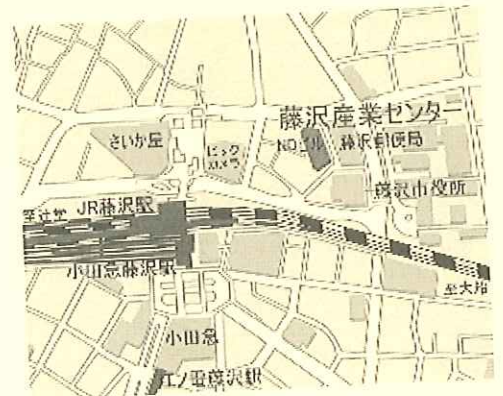 藤沢産業センター
さいか屋
ビック
カメラ
NDビル
藤沢郵便局
藤沢市役所
至辻堂
JR藤沢駅
小田急藤沢駅
至大船
小田急
江ノ電藤沢駅